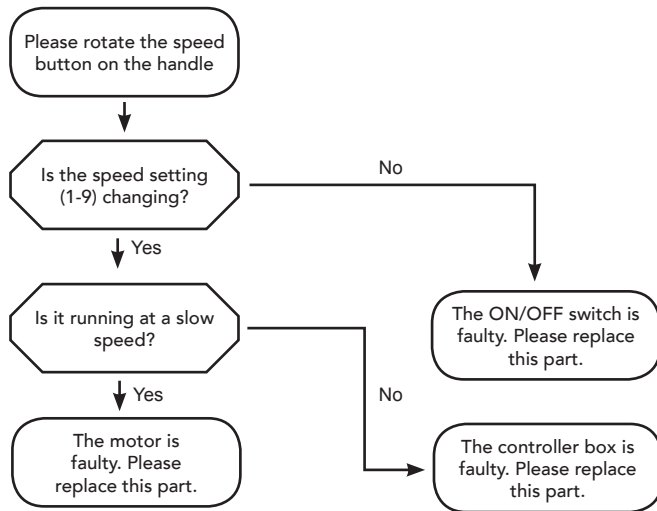 Please rotate the speed
button on the handle
Is the speed setting
(1-9) changing?
No
Yes
Is it running at a slow
speed?
The ON/OFF switch is
faulty. Please replace
this part.
Yes
No
The motor is
faulty. Please
replace this part.
The controller box is
faulty. Please replace
this part.